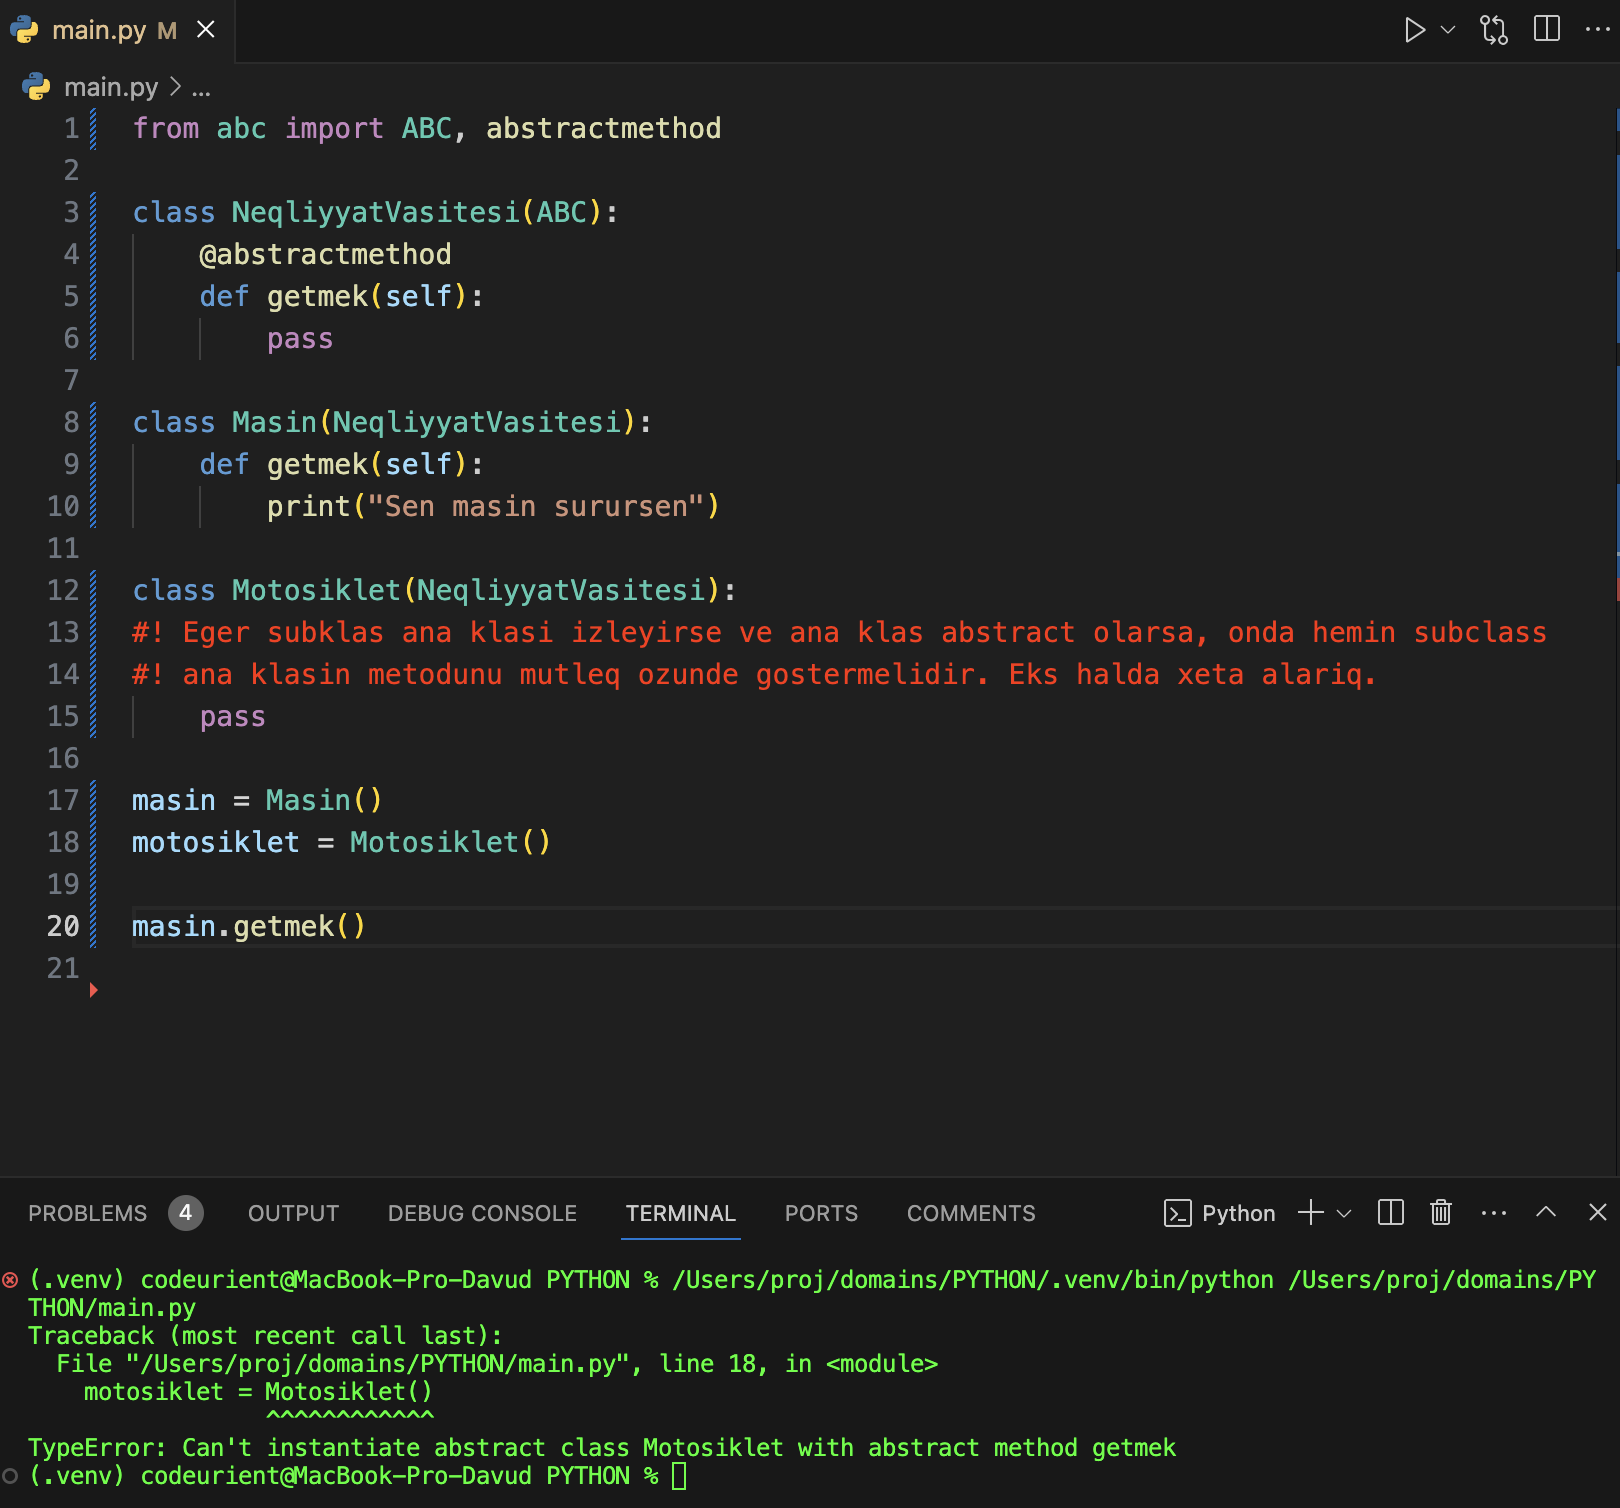 main.py M
main.py > ...
1 from abc import ABC, abstractmethod
2
3 class NeqliyyatVasitesi(ABC):
4     @abstractmethod
5     def getmek(self):
6         pass
7
8 class Masin(NeqliyyatVasitesi):
9     def getmek(self):
10         print("Sen masin surursen")
11
12 class Motosiklet(NeqliyyatVasitesi):
13 #! Eger subklas ana klasi izleyirse ve ana klas abstract olarsa, onda hemin subclass
14 #! ana klasin metodunu mutleq ozunde gostermelidir. Eks halda xeta alariq.
15     pass
16
17 masin = Masin()
18 motosiklet = Motosiklet()
19
20 masin.getmek()
21
PROBLEMS 4 OUTPUT DEBUG CONSOLE TERMINAL PORTS COMMENTS Python
(.venv) codeurient@MacBook-Pro-Davud PYTHON % /Users/proj/domains/PYTHON/.venv/bin/python /Users/proj/domains/PY
THON/main.py
Traceback (most recent call last):
  File "/Users/proj/domains/PYTHON/main.py", line 18, in <module>
    motosiklet = Motosiklet()
                 ^^^^^^^^^^^^
TypeError: Can't instantiate abstract class Motosiklet with abstract method getmek
(.venv) codeurient@MacBook-Pro-Davud PYTHON %